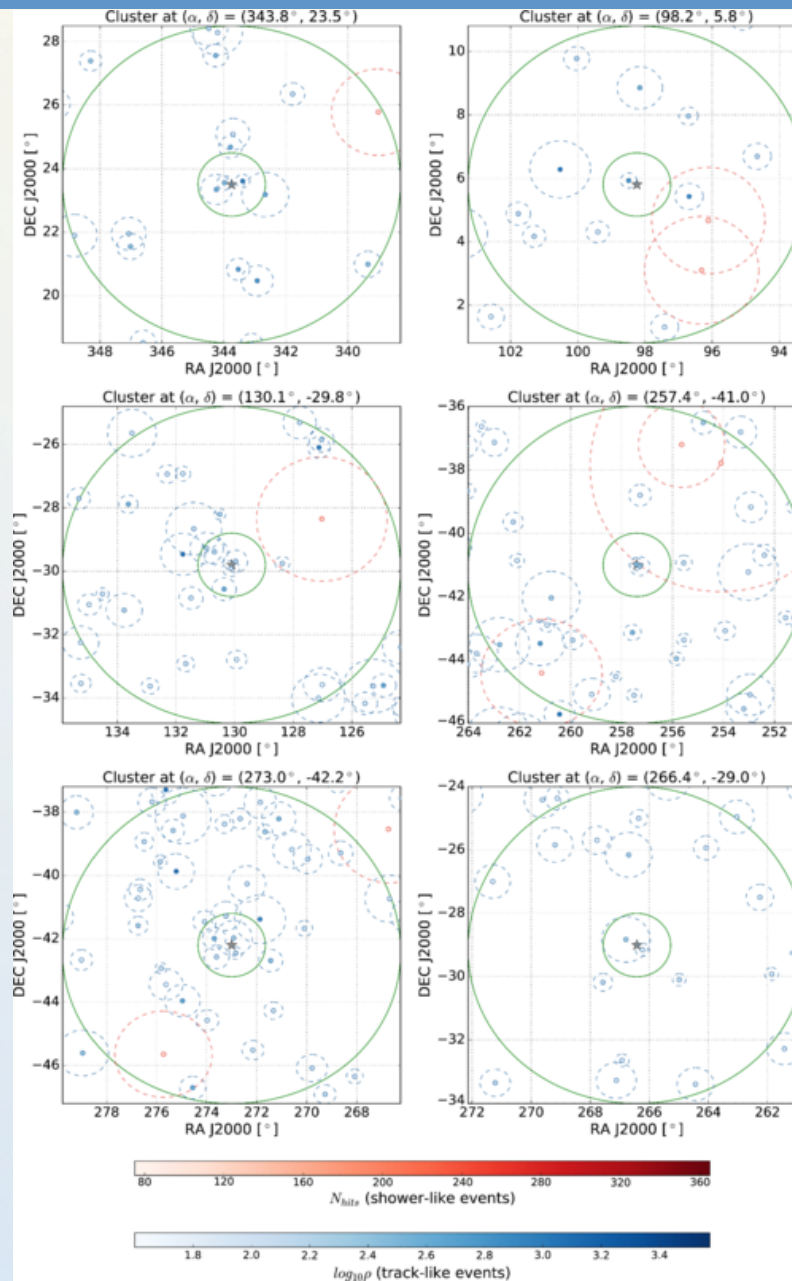 Cluster at (α, δ) = (343.8°, 23.5°)
DEC J2000 [°]
28
26
24
22
20
348 346 344 342 340
RA J2000 [°]
Cluster at (α, δ) = (98.2°, 5.8°)
DEC J2000 [°]
10
8
6
4
2
102 100 98 96 94
RA J2000 [°]
Cluster at (α, δ) = (130.1°, -29.8°)
DEC J2000 [°]
−26
−28
−30
−32
−34
134 132 130 127 125
RA J2000 [°]
Cluster at (α, δ) = (257.4°, -41.0°)
DEC J2000 [°]
−36
−38
−40
−42
−44
−46
264 262 260 258 256 254 252
RA J2000 [°]
Cluster at (α, δ) = (273.0°, -42.2°)
DEC J2000 [°]
−38
−40
−42
−44
−46
278 276 274 272 270 268
RA J2000 [°]
Cluster at (α, δ) = (266.4°, -29.0°)
DEC J2000 [°]
−24
−26
−28
−30
−32
−34
272 270 268 266 264 262
RA J2000 [°]
80 120 160 200 240 280 320 360
N_hits (shower-like events)
1.8 2.0 2.2 2.4 2.6 2.8 3.0 3.2 3.4
log₁₀ρ (track-like events)